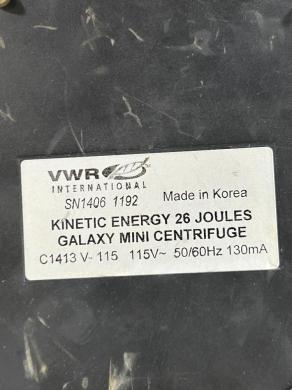 VWR
INTERNATIONAL
SN1406 1192 Made in Korea
KINETIC ENERGY 26 JOULES
GALAXY MINI CENTRIFUGE
C1413 V- 115 115V~ 50/60Hz 130mA